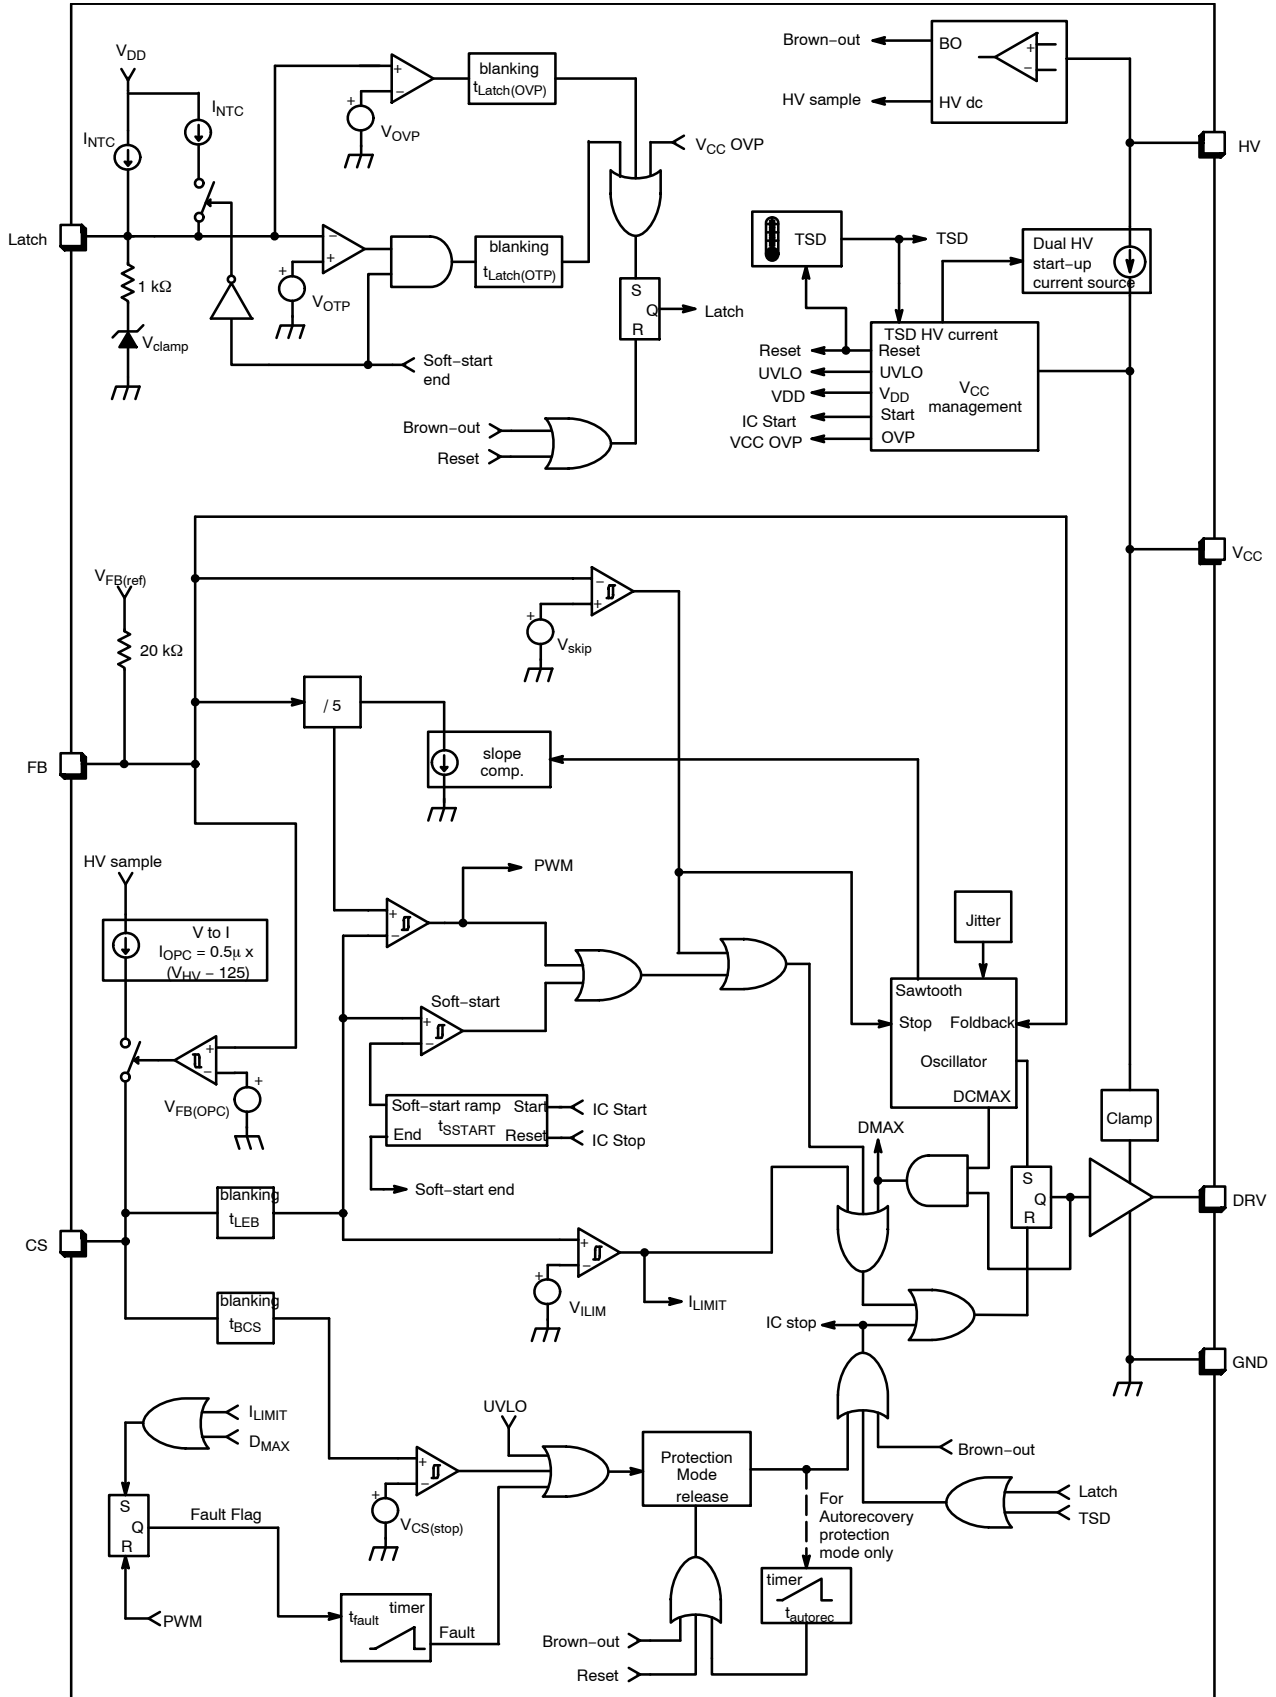 V_DD
I_NTC
I_NTC
Latch
1 kΩ
V_clamp
+
−
+
V_OVP
blanking
t_Latch(OVP)
V_CC OVP
−
+
+
V_OTP
blanking
t_Latch(OTP)
S
Q
R
Latch
Soft−start
end
Brown−out
Reset
Brown−out
BO
+
−
HV sample
HV dc
HV
TSD
TSD
Dual HV
start−up
current source
TSD HV current
Reset
Reset
UVLO
UVLO
VDD
V_DD
V_CC
management
IC Start
Start
VCC OVP
OVP
V_CC
V_FB(ref)
20 kΩ
FB
−
+
+
V_skip
/ 5
slope
comp.
HV sample
V to I
I_OPC = 0.5μ x
(V_HV − 125)
+
−
+
V_FB(OPC)
+
−
PWM
Soft−start
+
−
Soft−start ramp
Start
t_SSTART
End
Reset
IC Start
IC Stop
Soft−start end
Jitter
Sawtooth
Stop
Foldback
Oscillator
DCMAX
DMAX
Clamp
S
Q
R
DRV
blanking
t_LEB
CS
+
−
+
V_ILIM
I_LIMIT
blanking
t_BCS
IC stop
GND
I_LIMIT
D_MAX
S
Q
R
Fault Flag
PWM
UVLO
+
−
+
V_CS(stop)
Protection
Mode
release
Brown−out
Latch
TSD
For
Autorecovery
protection
mode only
timer
t_autorec
t_fault
timer
Fault
Brown−out
Reset